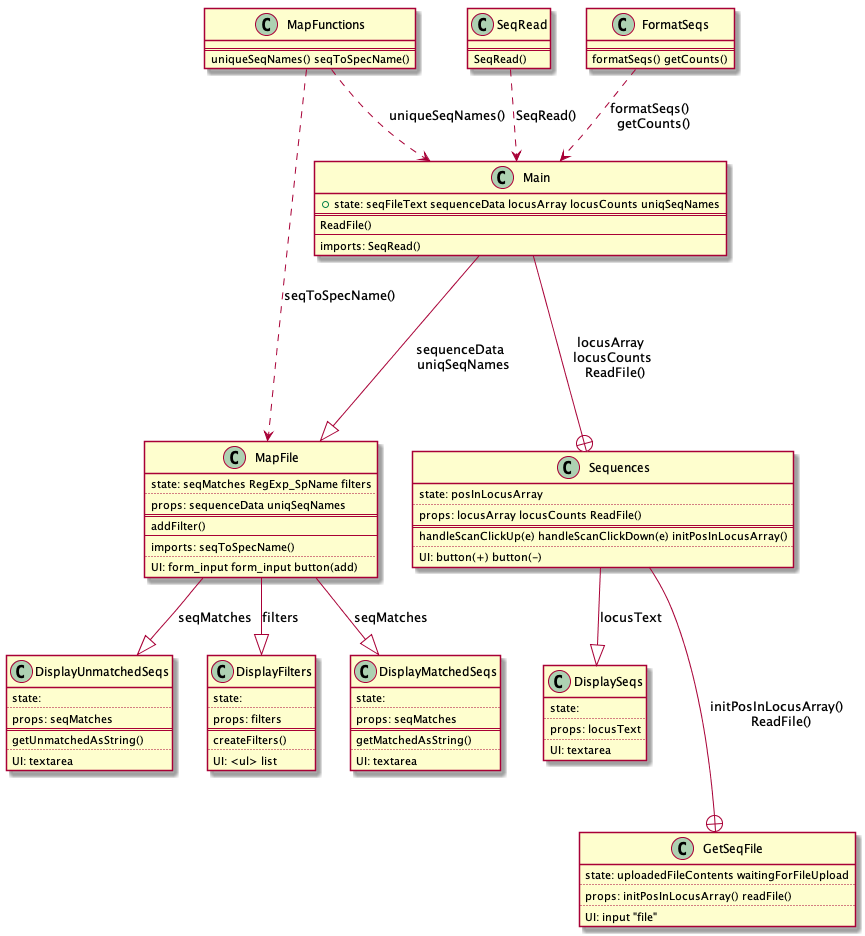 C MapFunctions
uniqueSeqNames() seqToSpecName()
C SeqRead
SeqRead()
C FormatSeqs
formatSeqs() getCounts()
uniqueSeqNames()
SeqRead()
formatSeqs()
getCounts()
C Main
state: seqFileText sequenceData locusArray locusCounts uniqSeqNames
ReadFile()
imports: SeqRead()
seqToSpecName()
sequenceData
uniqSeqNames
locusArray
locusCounts
ReadFile()
C MapFile
state: seqMatches RegExp_SpName filters
props: sequenceData uniqSeqNames
addFilter()
imports: seqToSpecName()
UI: form_input form_input button(add)
C Sequences
state: posInLocusArray
props: locusArray locusCounts ReadFile()
handleScanClickUp(e) handleScanClickDown(e) initPosInLocusArray()
UI: button(+) button(-)
seqMatches
filters
seqMatches
locusText
initPosInLocusArray()
ReadFile()
C DisplayUnmatchedSeqs
state:
props: seqMatches
getUnmatchedAsString()
UI: textarea
C DisplayFilters
state:
props: filters
createFilters()
UI: <ul> list
C DisplayMatchedSeqs
state:
props: seqMatches
getMatchedAsString()
UI: textarea
C DisplaySeqs
state:
props: locusText
UI: textarea
C GetSeqFile
state: uploadedFileContents waitingForFileUpload
props: initPosInLocusArray() readFile()
UI: input "file"